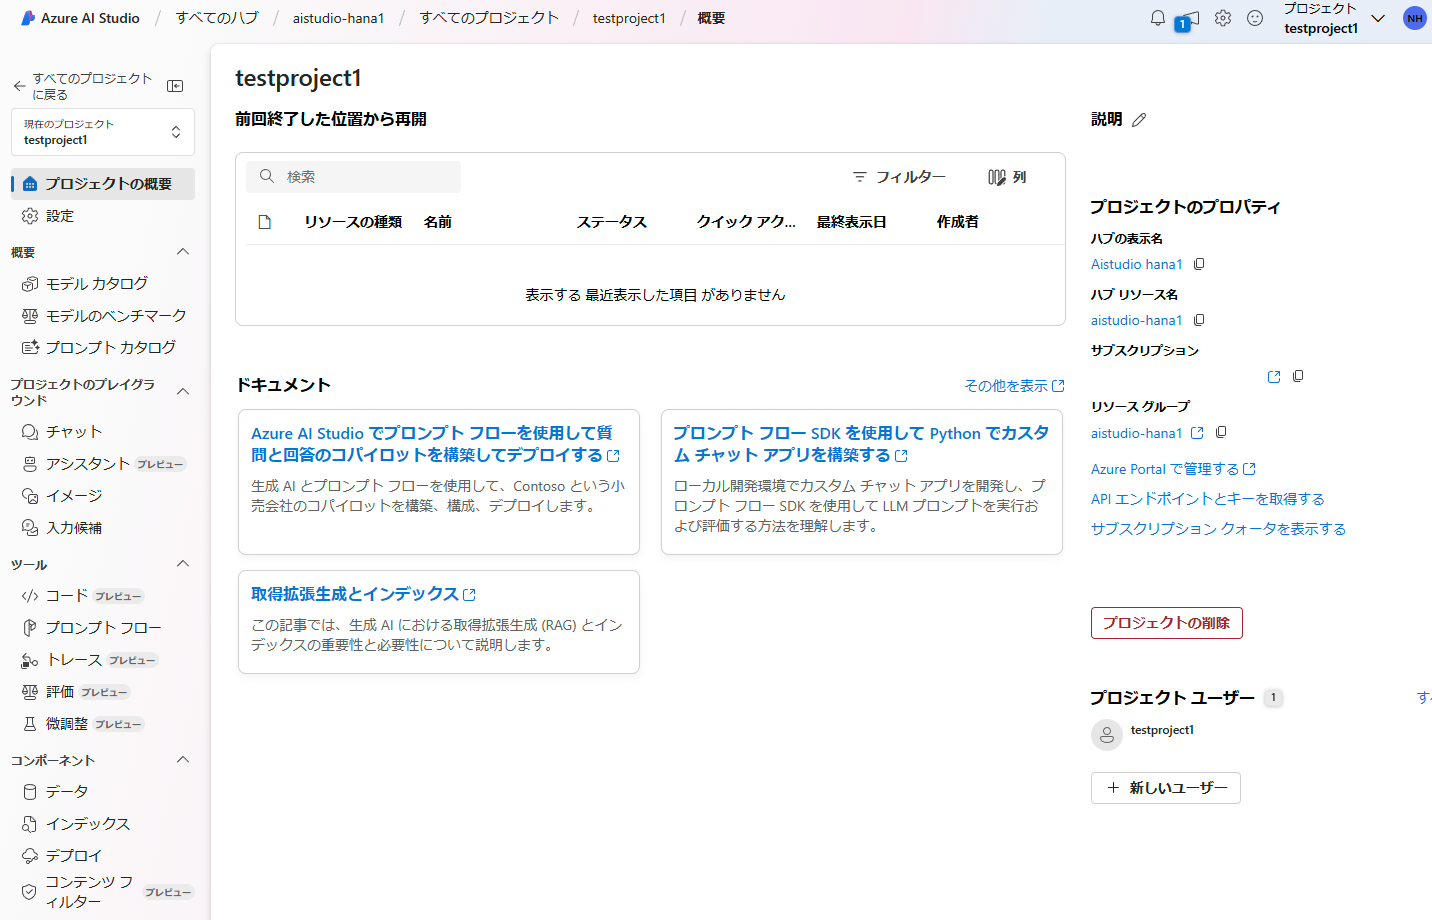 Azure AI Studio / すべてのハブ / aistudio-hana1 / すべてのプロジェクト / testproject1 / 概要
1
プロジェクト
testproject1
NH
すべてのプロジェクト
に戻る
現在のプロジェクト
testproject1
プロジェクトの概要
設定
概要
モデル カタログ
モデルのベンチマーク
プロンプト カタログ
プロジェクトのプレイグラ
ウンド
チャット
アシスタント プレビュー
イメージ
入力候補
ツール
コード プレビュー
プロンプト フロー
トレース プレビュー
評価 プレビュー
微調整 プレビュー
コンポーネント
データ
インデックス
デプロイ
コンテンツ フ
ィルター プレビュー
testproject1
前回終了した位置から再開
検索
フィルター
列
リソースの種類 名前 ステータス クイック アク... 最終表示日 作成者
表示する 最近表示した項目 がありません
ドキュメント
その他を表示
Azure AI Studio でプロンプト フローを使用して質
問と回答のコパイロットを構築してデプロイする
生成 AI とプロンプト フローを使用して、Contoso という小
売会社のコパイロットを構築、構成、デプロイします。
プロンプト フロー SDK を使用して Python でカスタ
ム チャット アプリを構築する
ローカル開発環境でカスタム チャット アプリを開発し、プ
ロンプト フロー SDK を使用して LLM プロンプトを実行お
よび評価する方法を理解します。
取得拡張生成とインデックス
この記事では、生成 AI における取得拡張生成 (RAG) とイン
デックスの重要性と必要性について説明します。
説明
プロジェクトのプロパティ
ハブの表示名
Aistudio hana1
ハブ リソース名
aistudio-hana1
サブスクリプション
リソース グループ
aistudio-hana1
Azure Portal で管理する
API エンドポイントとキーを取得する
サブスクリプション クォータを表示する
プロジェクトの削除
プロジェクト ユーザー 1
testproject1
+ 新しいユーザー